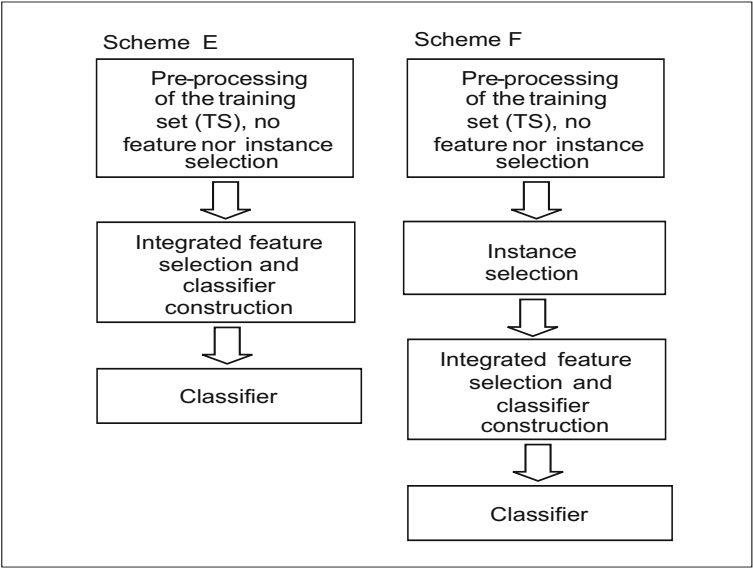 Scheme E
Pre-processing
of the training
set (TS), no
feature nor instance
selection
Integrated feature
selection and
classifier
construction
Classifier
Scheme F
Pre-processing
of the training
set (TS), no
feature nor instance
selection
Instance
selection
Integrated feature
selection and
classifier
construction
Classifier